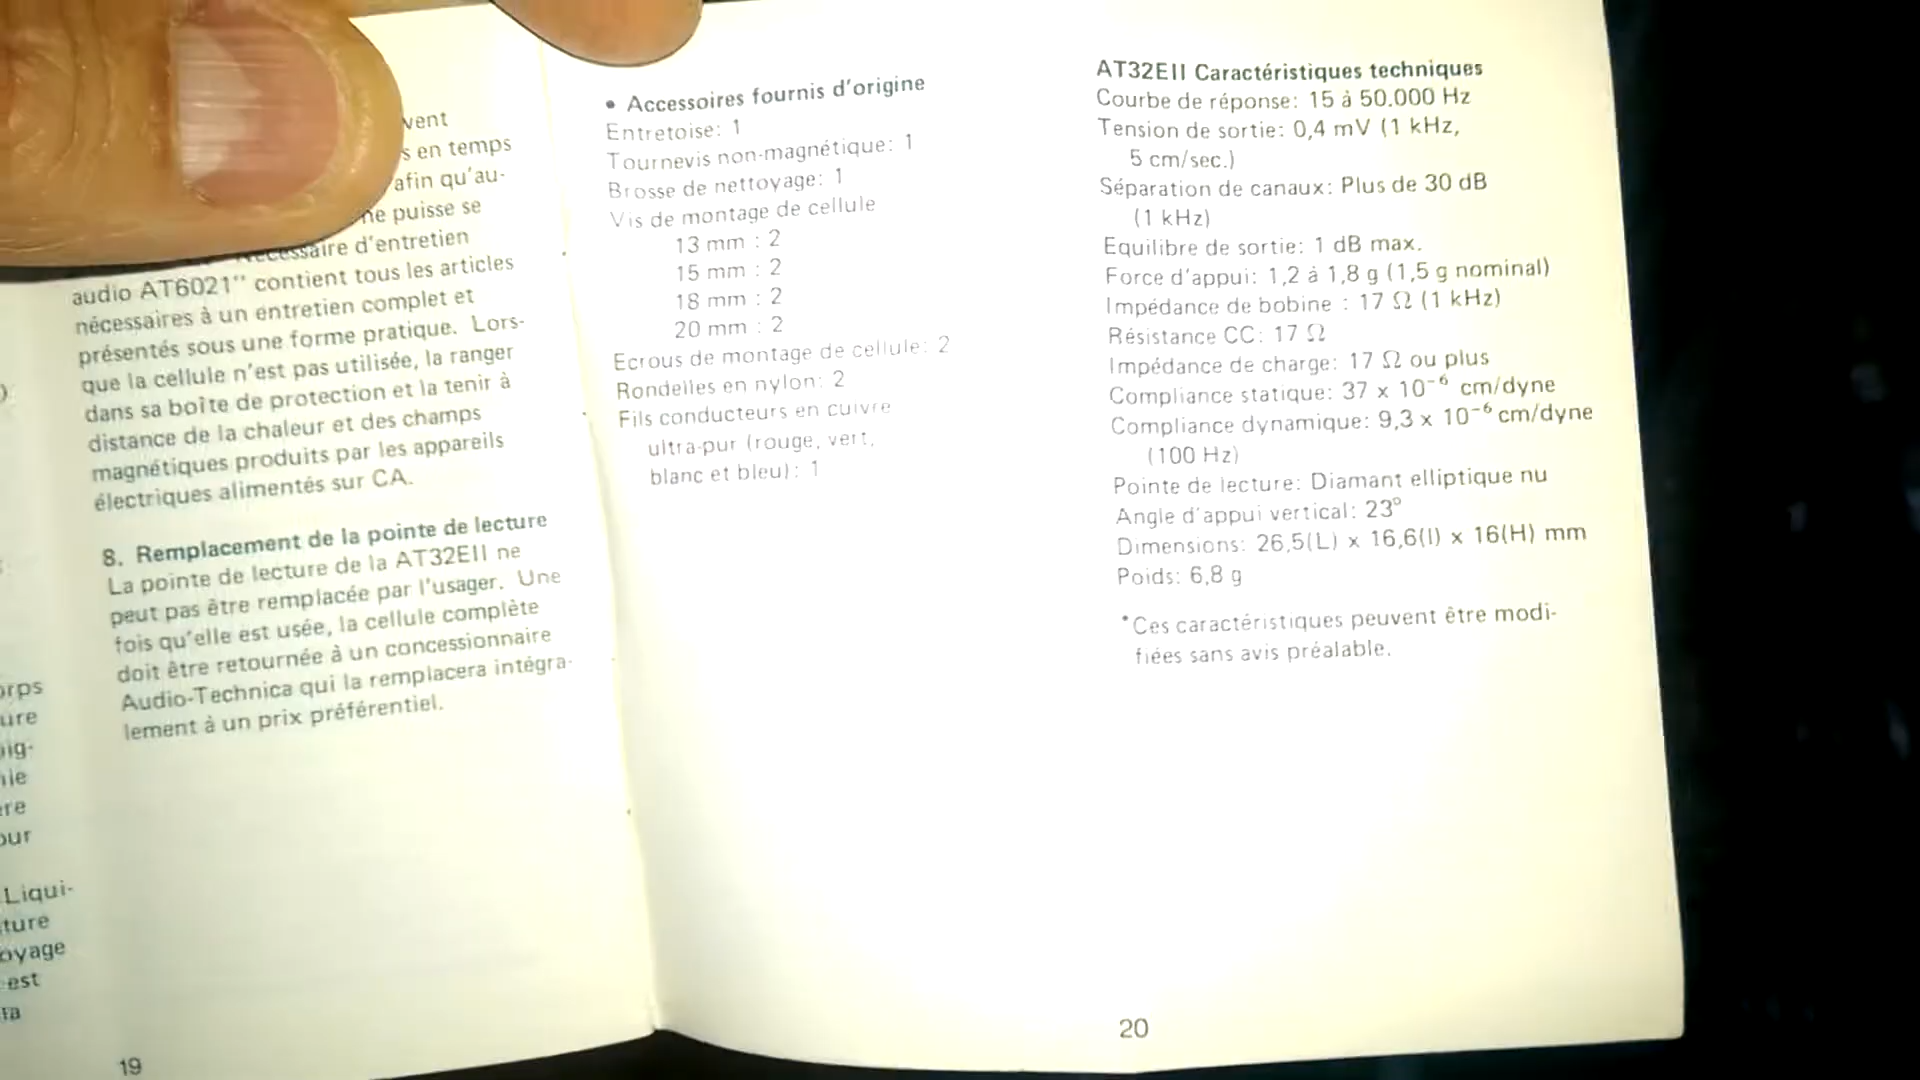 orps
ure
nie
ere
our
Liqui-
ture
oyage
est
vent
s en temps
afin qu'au-
ne puisse se
d'entretien
audio AT6021" contient tous les articles
nécessaires à un entretien complet et
présentés sous une forme pratique. Lors-
que la cellule n'est pas utilisée, la ranger
dans sa boîte de protection et la tenir à
distance de la chaleur et des champs
magnétiques produits par les appareils
électriques alimentés sur CA.
8. Remplacement de la pointe de lecture
La pointe de lecture de la AT32EII ne
peut pas être remplacée par l'usager. Une
fois qu'elle est usée, la cellule complète
doit être retournée à un concessionnaire
Audio-Technica qui la remplacera intégra-
lement à un prix préférentiel.
19
• Accessoires fournis d'origine
Entretoise: 1
Tournevis non-magnétique: 1
Brosse de nettoyage: 1
Vis de montage de cellule
13 mm : 2
15 mm : 2
18 mm : 2
20 mm : 2
Ecrous de montage de cellule: 2
Rondelles en nylon: 2
Fils conducteurs en cuivre
ultra-pur (rouge, vert,
blanc et bleu): 1
AT32EII Caractéristiques techniques
Courbe de réponse: 15 à 50.000 Hz
Tension de sortie: 0,4 mV (1 kHz,
5 cm/sec.)
Séparation de canaux: Plus de 30 dB
(1 kHz)
Equilibre de sortie: 1 dB max.
Force d'appui: 1,2 à 1,8 g (1,5 g nominal)
Impédance de bobine : 17 Ω (1 kHz)
Résistance CC: 17 Ω
Impédance de charge: 17 Ω ou plus
Compliance statique: 37 x 10⁻⁶ cm/dyne
Compliance dynamique: 9,3 x 10⁻⁶ cm/dyne
(100 Hz)
Pointe de lecture: Diamant elliptique nu
Angle d'appui vertical: 23°
Dimensions: 26,5(L) x 16,6(l) x 16(H) mm
Poids: 6,8 g
*Ces caractéristiques peuvent être modi-
fiées sans avis préalable.
20